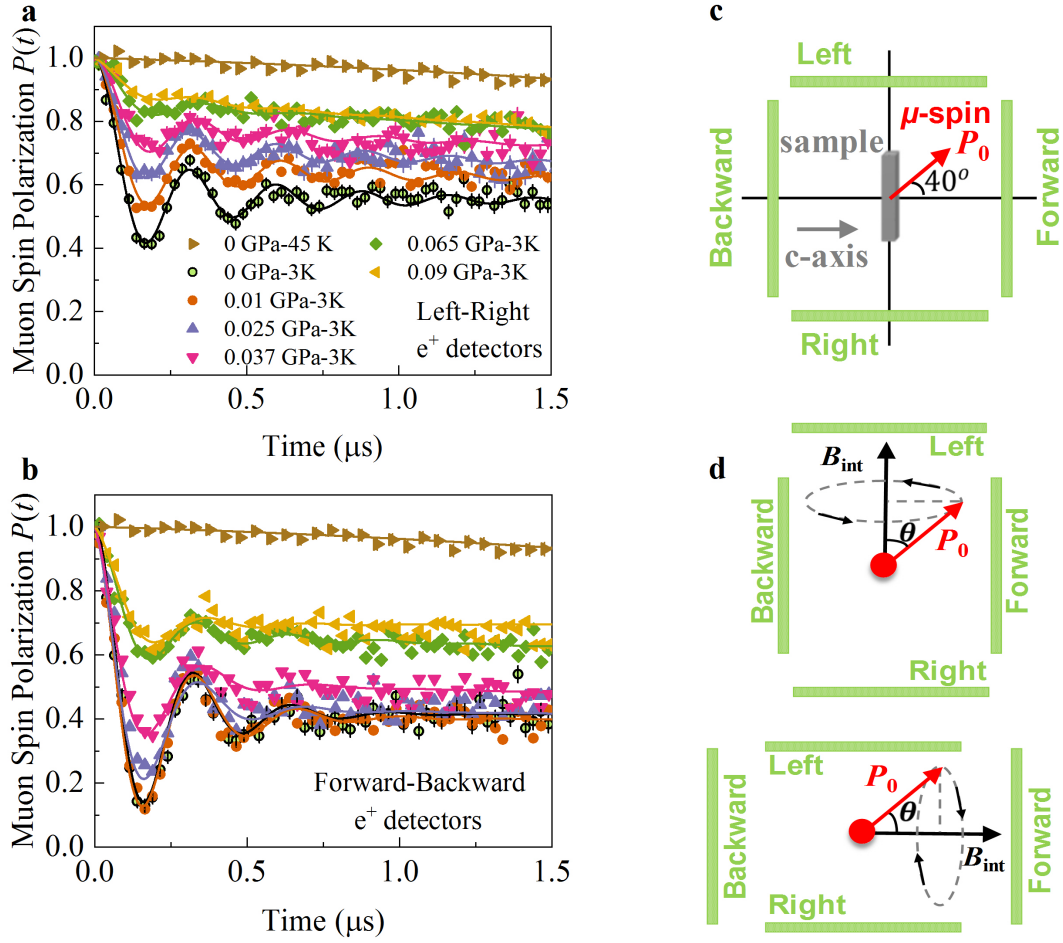 a
Muon Spin Polarization P(t)
1.0
0.8
0.6
0.4
0.2
0.0
0 GPa-45 K
0 GPa-3K
0.01 GPa-3K
0.025 GPa-3K
0.037 GPa-3K
0.065 GPa-3K
0.09 GPa-3K
Left-Right
e⁺ detectors
0.0 0.5 1.0 1.5
Time (μs)
b
Muon Spin Polarization P(t)
1.0
0.8
0.6
0.4
0.2
0.0
Forward-Backward
e⁺ detectors
0.0 0.5 1.0 1.5
Time (μs)
c
Left
Backward
sample
μ-spin
P₀
40ᵒ
c-axis
Forward
Right
d
Left
Bint
Backward
θ
P₀
Forward
Right
Left
Backward
P₀
θ
Bint
Forward
Right